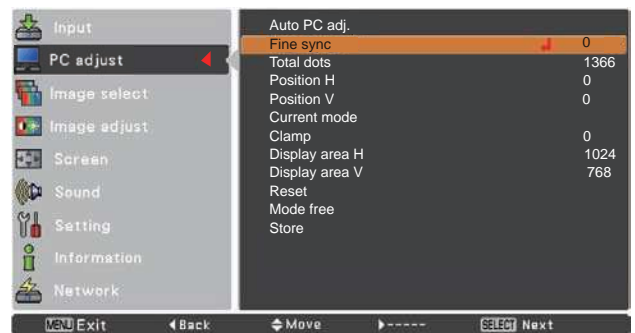 Input
PC adjust
Image select
Image adjust
Screen
Sound
Setting
Information
Network
Auto PC adj.
Fine sync 0
Total dots 1366
Position H 0
Position V 0
Current mode
Clamp 0
Display area H 1024
Display area V 768
Reset
Mode free
Store
MENU Exit Back Move ----- SELECT Next